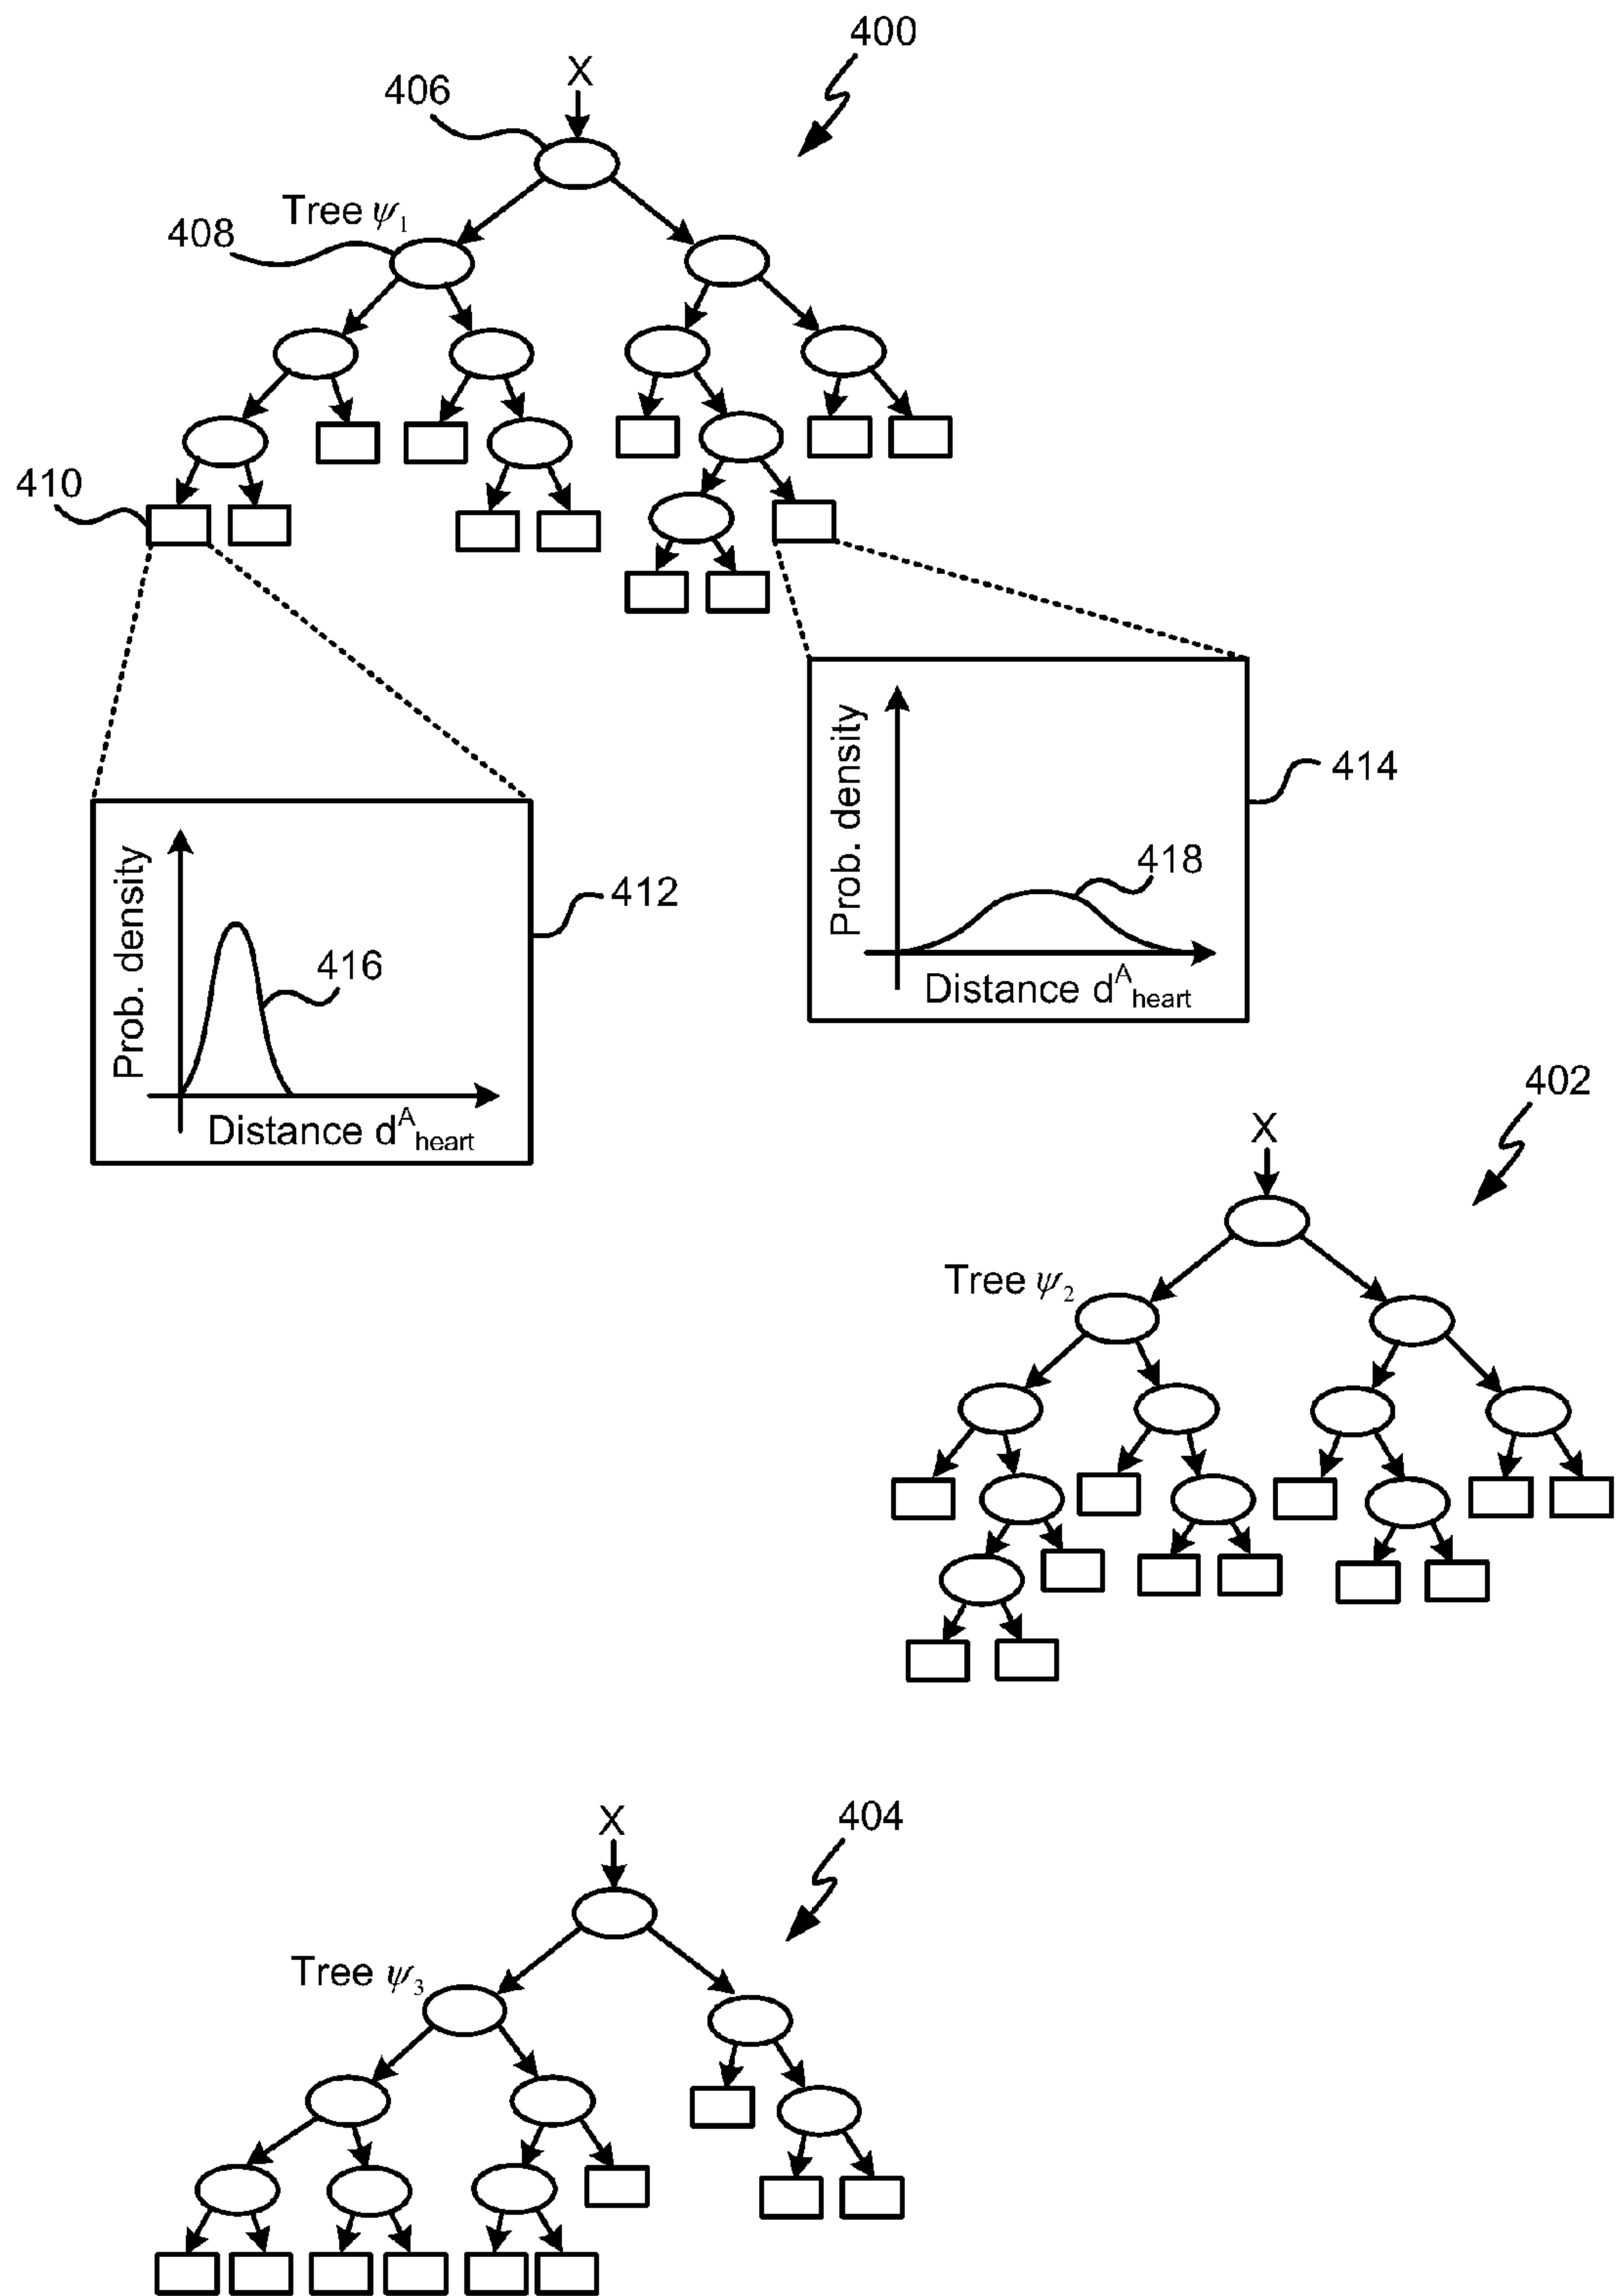 400
X
406
Tree ψ₁
408
410
414
Prob. density
418
Distance dᴬheart
412
Prob. density
416
Distance dᴬheart
402
X
Tree ψ₂
404
X
Tree ψ₃